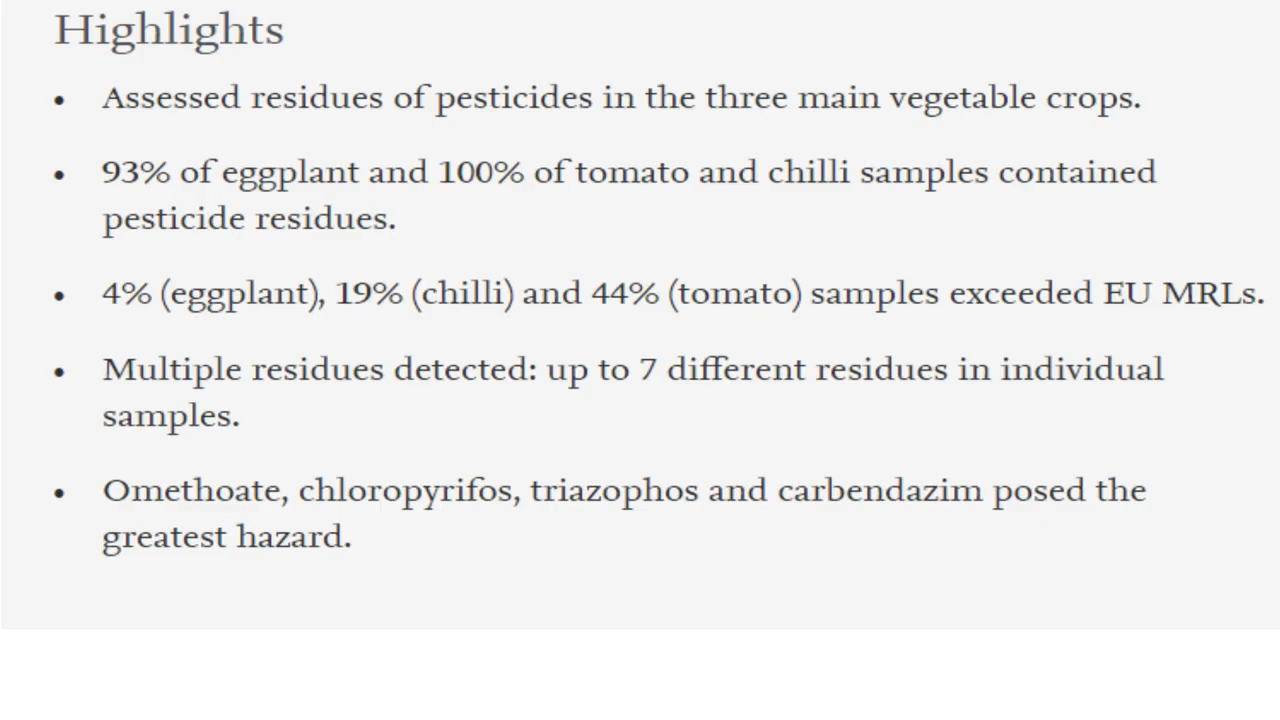 Highlights
• Assessed residues of pesticides in the three main vegetable crops.
• 93% of eggplant and 100% of tomato and chilli samples contained
pesticide residues.
• 4% (eggplant), 19% (chilli) and 44% (tomato) samples exceeded EU MRLs.
• Multiple residues detected: up to 7 different residues in individual
samples.
• Omethoate, chloropyrifos, triazophos and carbendazim posed the
greatest hazard.